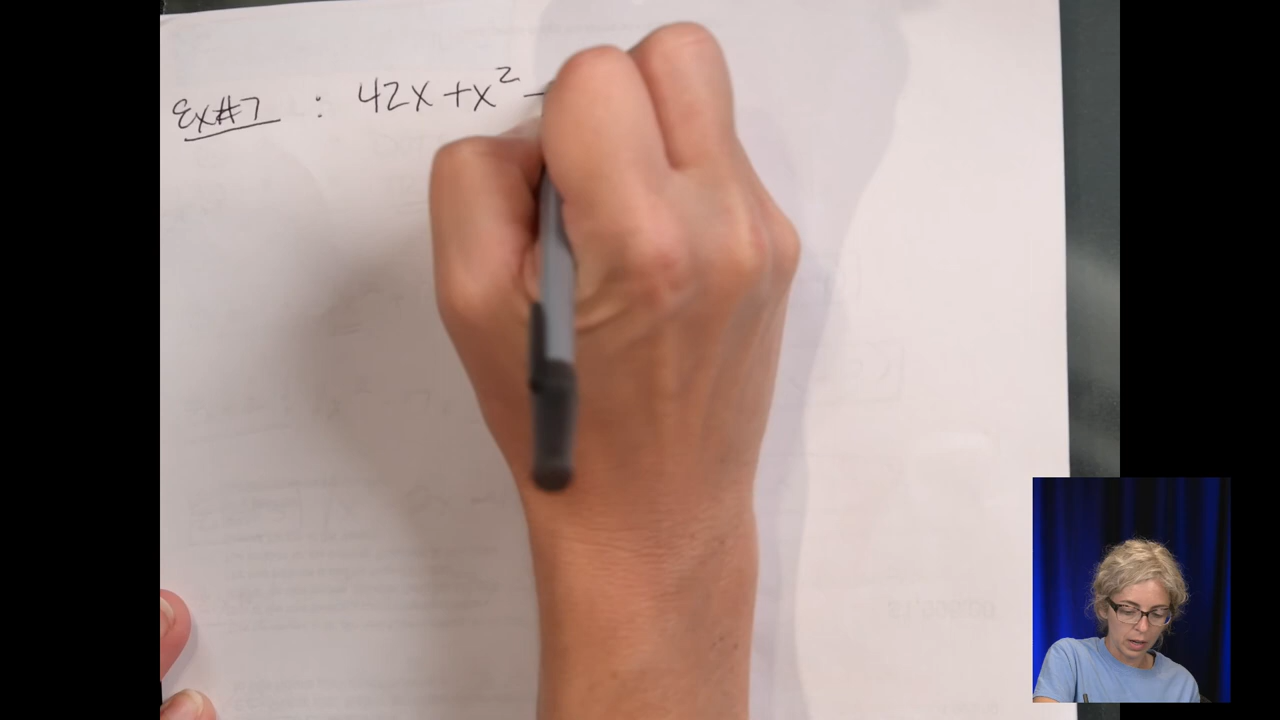 Ex#7 : 42x + x² -